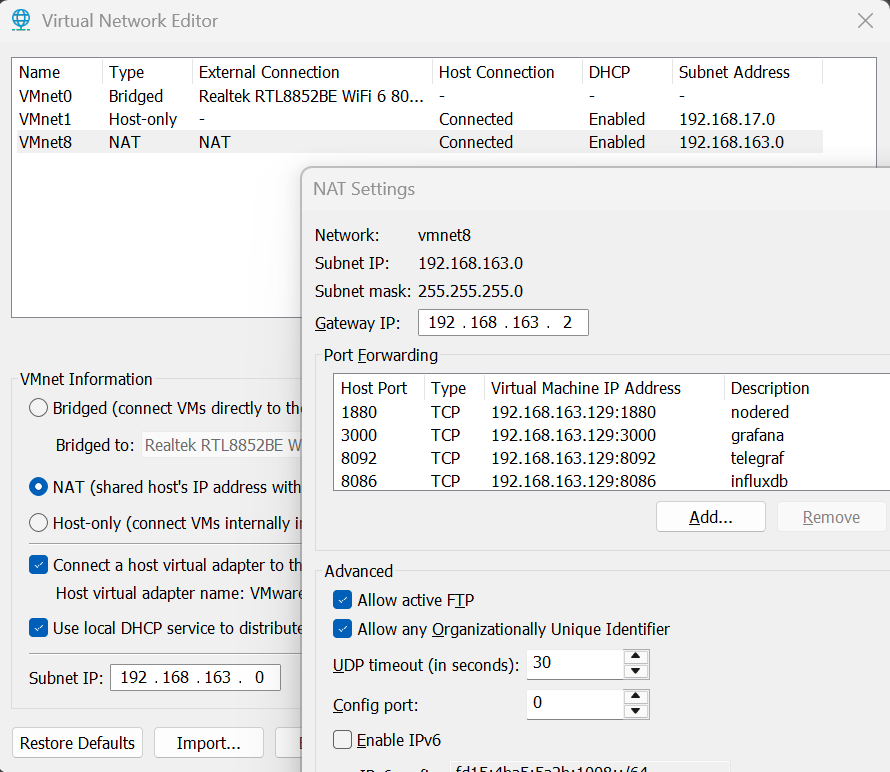 Virtual Network Editor
Name Type External Connection Host Connection DHCP Subnet Address
VMnet0 Bridged Realtek RTL8852BE WiFi 6 80... - - -
VMnet1 Host-only - Connected Enabled 192.168.17.0
VMnet8 NAT NAT Connected Enabled 192.168.163.0
NAT Settings
Network: vmnet8
Subnet IP: 192.168.163.0
Subnet mask: 255.255.255.0
Gateway IP: 192 . 168 . 163 . 2
Port Forwarding
Host Port Type Virtual Machine IP Address Description
1880 TCP 192.168.163.129:1880 nodered
3000 TCP 192.168.163.129:3000 grafana
8092 TCP 192.168.163.129:8092 telegraf
8086 TCP 192.168.163.129:8086 influxdb
Add... Remove
Advanced
Allow active FTP
Allow any Organizationally Unique Identifier
UDP timeout (in seconds): 30
Config port: 0
Enable IPv6
VMnet Information
Bridged (connect VMs directly to the
Bridged to: Realtek RTL8852BE W
NAT (shared host's IP address with
Host-only (connect VMs internally i
Connect a host virtual adapter to th
Host virtual adapter name: VMware
Use local DHCP service to distribute
Subnet IP: 192 . 168 . 163 . 0
Restore Defaults Import...